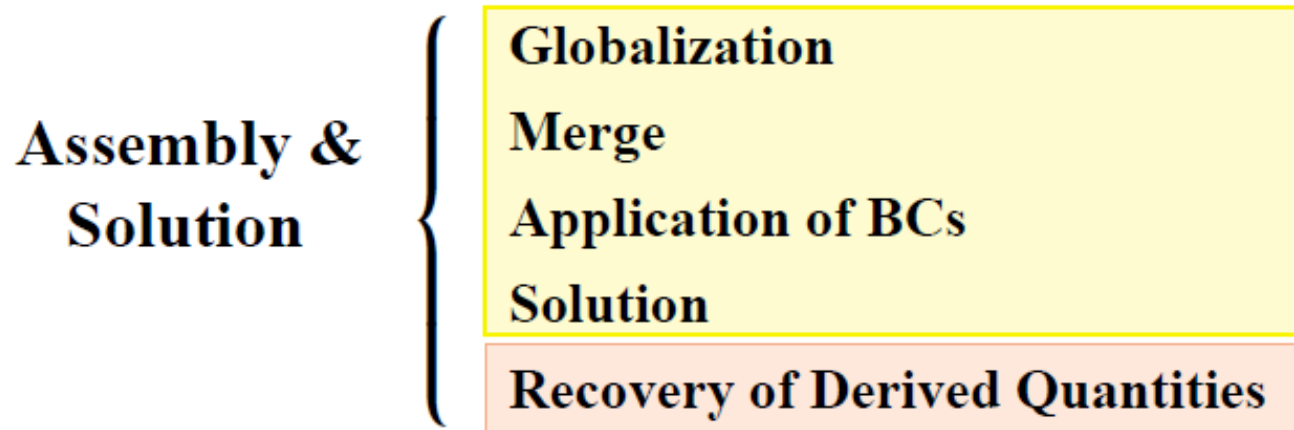 Assembly &
Solution
Globalization
Merge
Application of BCs
Solution
Recovery of Derived Quantities